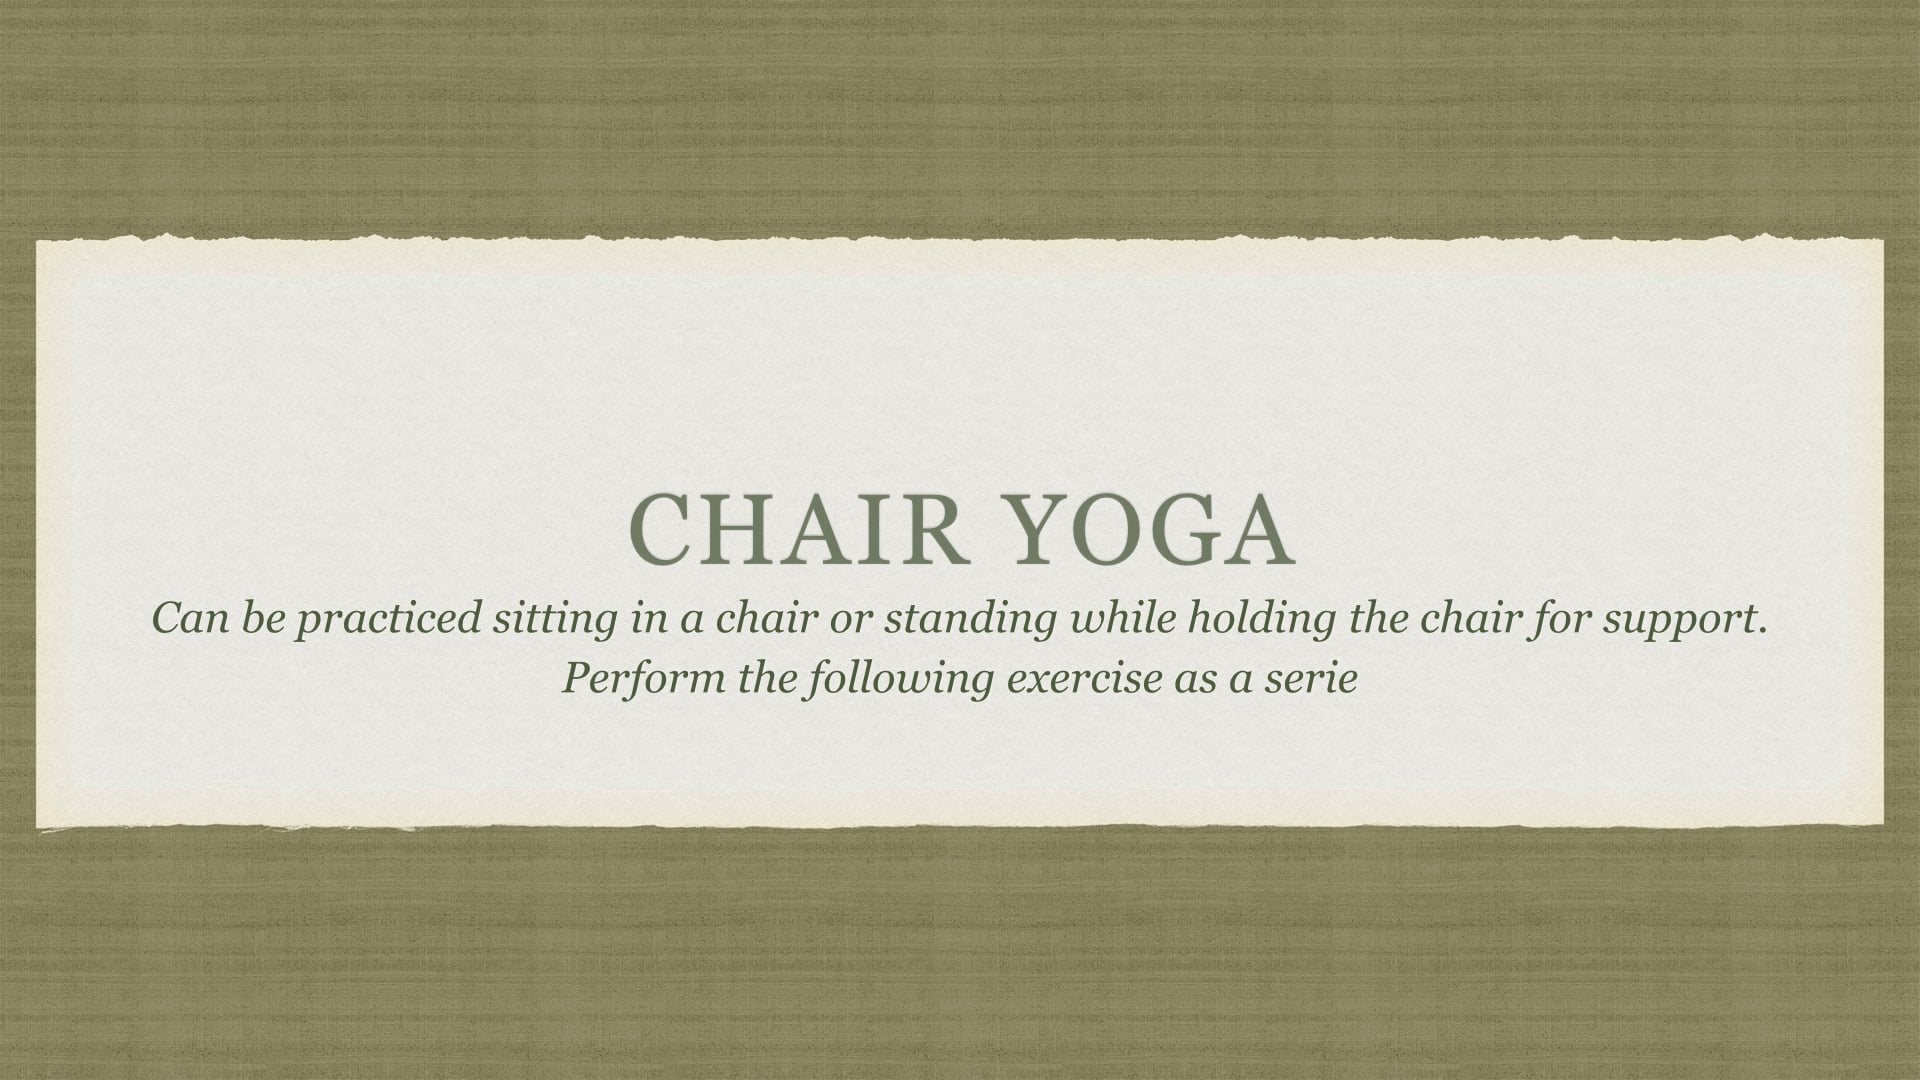 CHAIR YOGA
Can be practiced sitting in a chair or standing while holding the chair for support.
Perform the following exercise as a serie